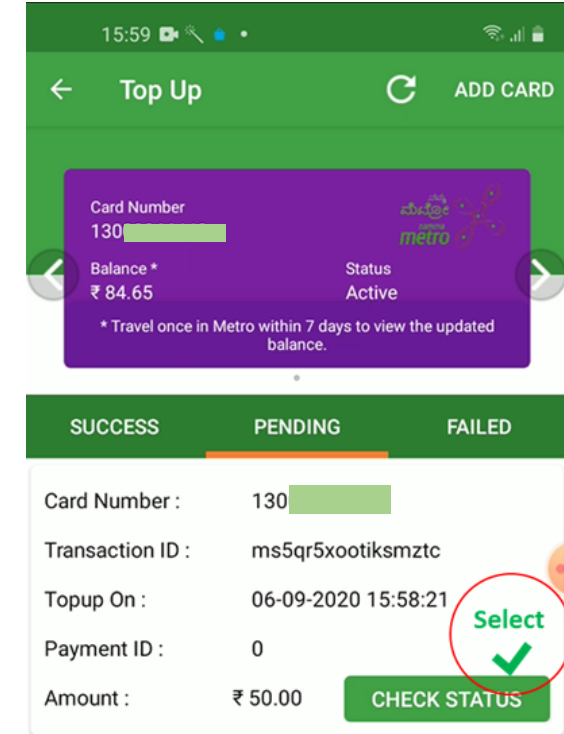 15:59
Top Up
ADD CARD
Card Number
130
ಮೆಟ್ರೋ
metro
Balance *
Status
₹ 84.65
Active
* Travel once in Metro within 7 days to view the updated
balance.
SUCCESS
PENDING
FAILED
Card Number :
130
Transaction ID :
ms5qr5xootiksmztc
Topup On :
06-09-2020 15:58:21
Select
Payment ID :
0
Amount :
₹ 50.00
CHECK STATUS